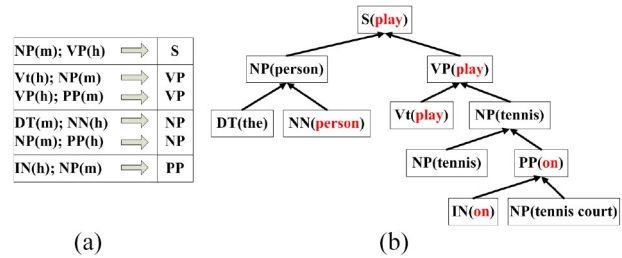 NP(m); VP(h) S
Vt(h); NP(m) VP
VP(h); PP(m) VP
DT(m); NN(h) NP
NP(m); PP(h) NP
IN(h); NP(m) PP
(a)
S(play)
NP(person) VP(play)
DT(the) NN(person) Vt(play) NP(tennis)
NP(tennis) PP(on)
IN(on) NP(tennis court)
(b)